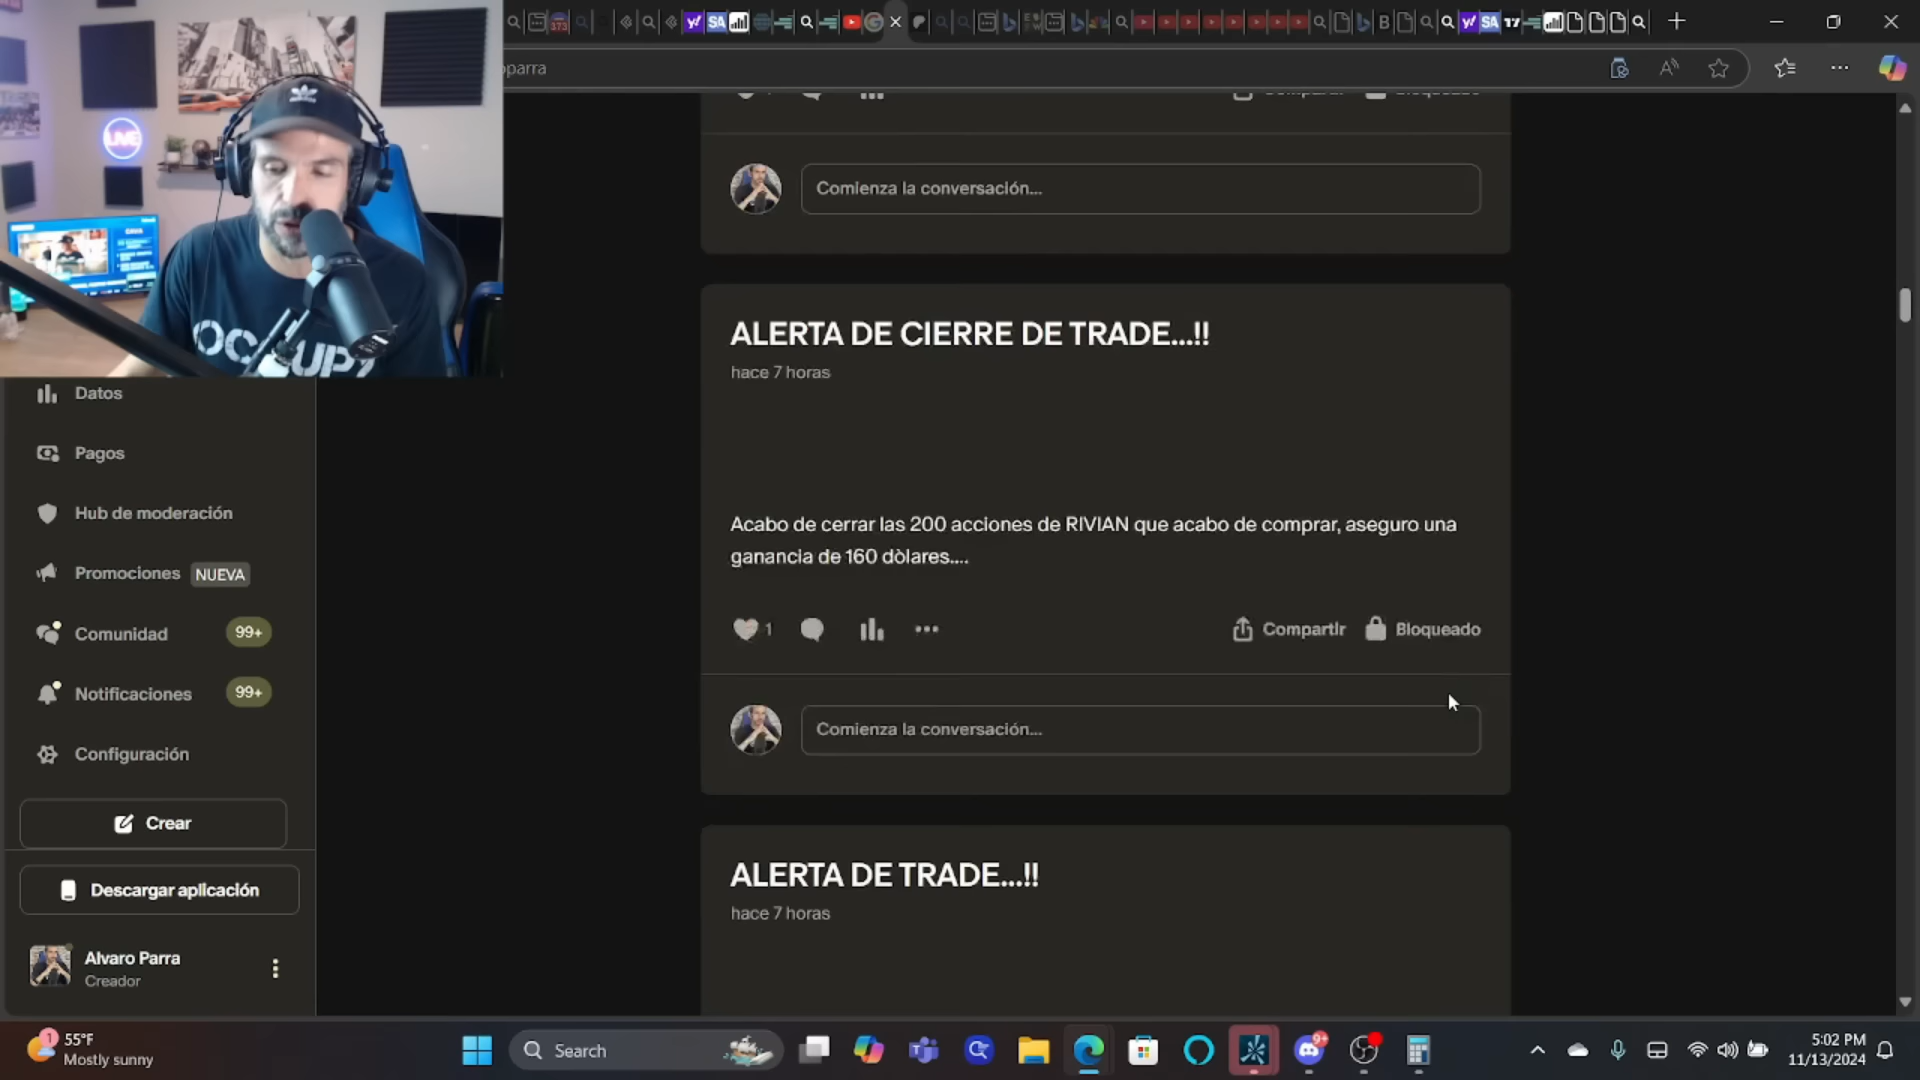 parra
LIVE
Compartir
Bloqueado
Comienza la conversación...
ALERTA DE CIERRE DE TRADE...!!
hace 7 horas
Acabo de cerrar las 200 acciones de RIVIAN que acabo de comprar, aseguro una
ganancia de 160 dòlares....
1
Compartir
Bloqueado
Comienza la conversación...
ALERTA DE TRADE...!!
hace 7 horas
Datos
Pagos
Hub de moderación
Promociones NUEVA
Comunidad 99+
Notificaciones 99+
Configuración
Crear
Descargar aplicación
Alvaro Parra
Creador
55°F
Mostly sunny
Search
5:02 PM
11/13/2024